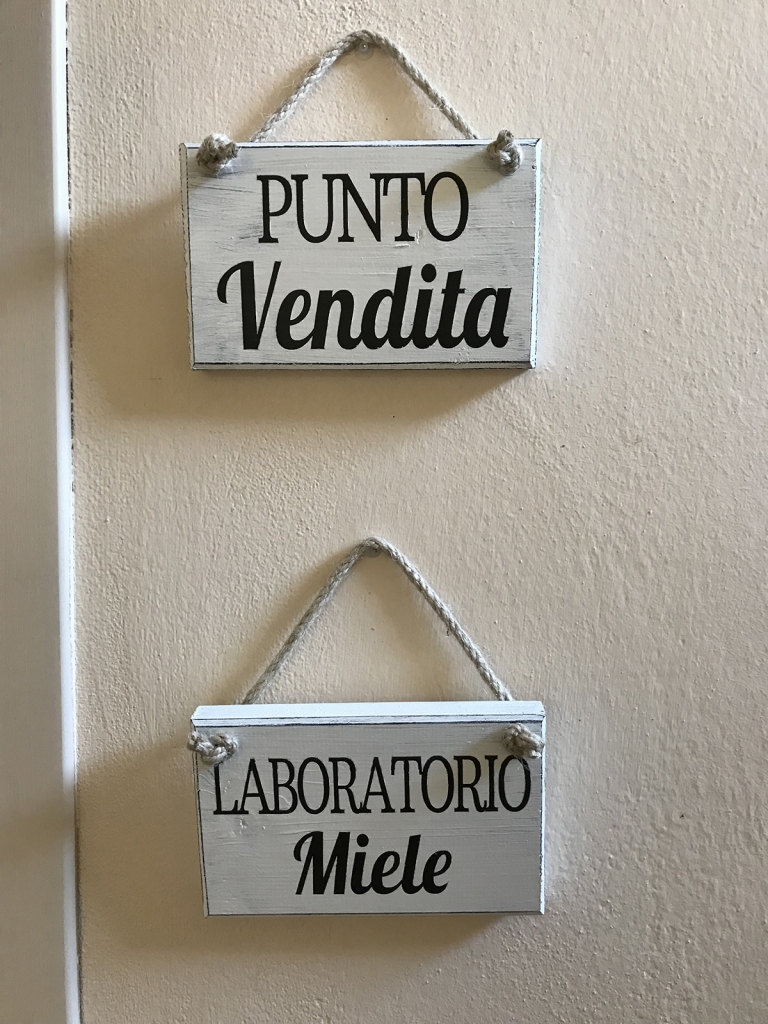 PUNTO
Vendita
LABORATORIO
Miele